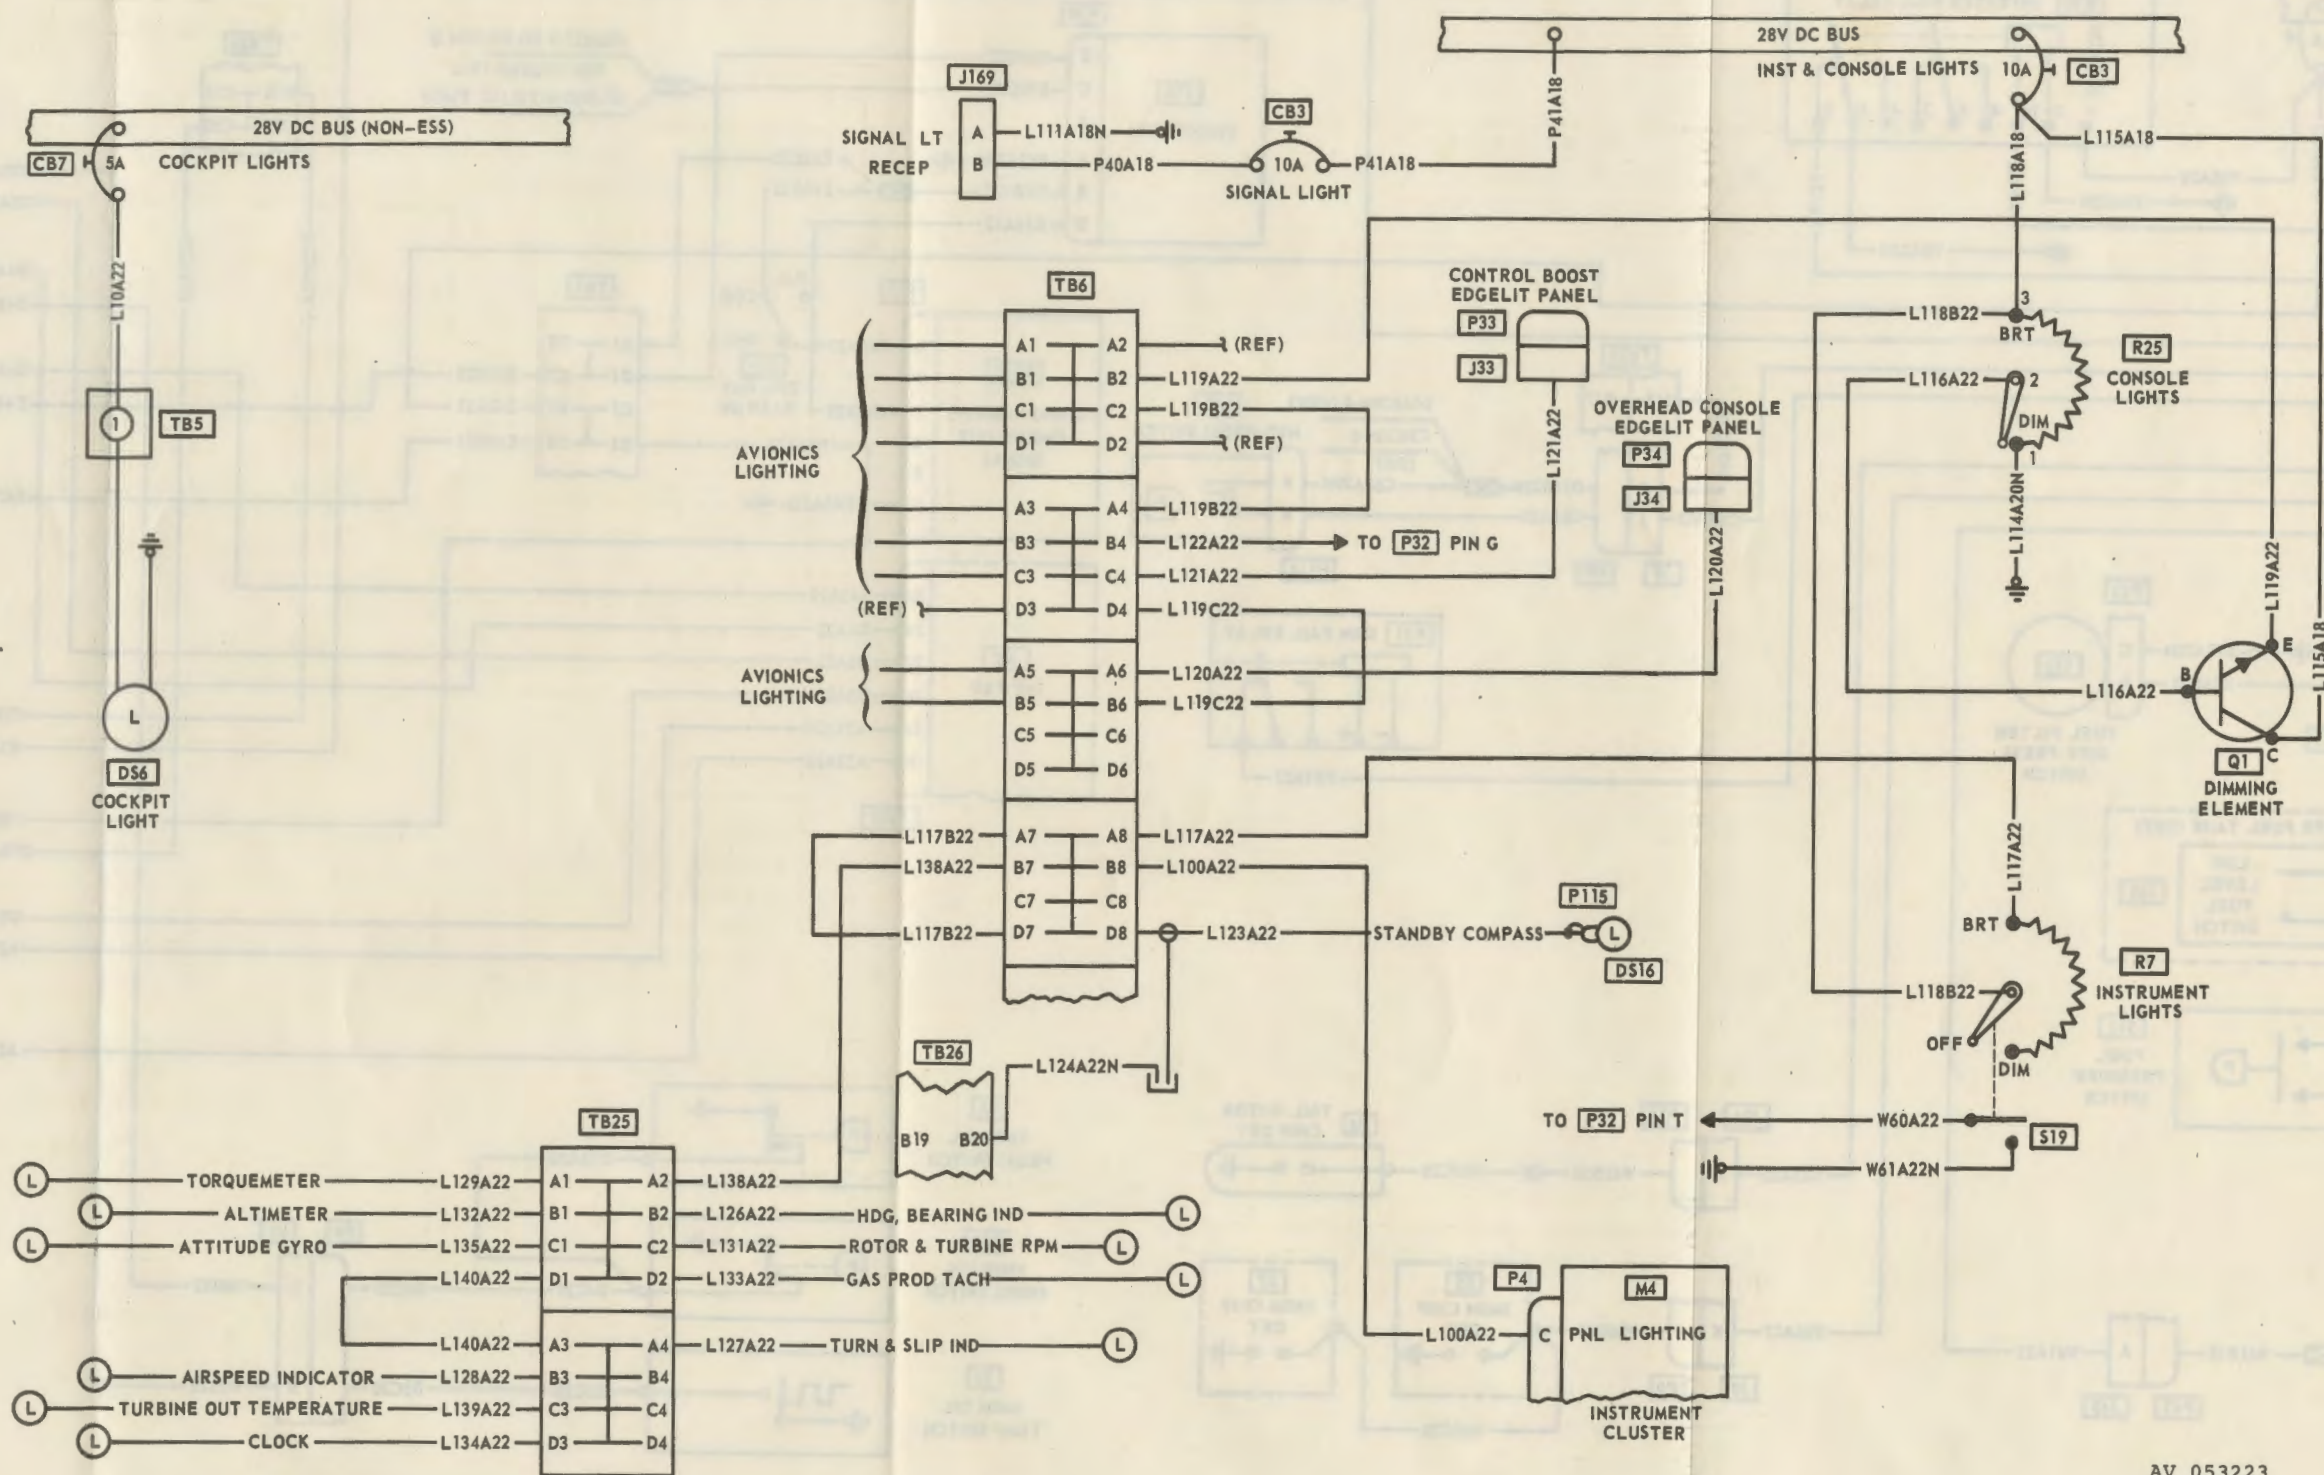 28V DC BUS
INST & CONSOLE LIGHTS 10A CB3
P41A18
L118A18
L115A18
J169
SIGNAL LT
RECEP
A L111A18N
B P40A18
CB3
10A P41A18
SIGNAL LIGHT
28V DC BUS (NON-ESS)
CB7 5A COCKPIT LIGHTS
L10A22
1 TB5
L
DS6
COCKPIT
LIGHT
TB6
AVIONICS
LIGHTING
A1 A2 (REF)
B1 B2 L119A22
C1 C2 L119B22
D1 D2 (REF)
A3 A4 L119B22
B3 B4 L122A22 TO P32 PIN G
C3 C4 L121A22
(REF) D3 D4 L119C22
AVIONICS
LIGHTING
A5 A6 L120A22
B5 B6 L119C22
C5 C6
D5 D6
L117B22 A7 A8 L117A22
L138A22 B7 B8 L100A22
C7 C8
L117B22 D7 D8 L123A22 STANDBY COMPASS L
P115
DS16
CONTROL BOOST
EDGELIT PANEL
P33
J33
L121A22
OVERHEAD CONSOLE
EDGELIT PANEL
P34
J34
L120A22
L118B22
3
BRT
L116A22
2
DIM
1
R25
CONSOLE
LIGHTS
L114A20N
L119A22
L115A18
L116A22
B
E
C
Q1
DIMMING
ELEMENT
L117A22
BRT
L118B22
OFF
DIM
R7
INSTRUMENT
LIGHTS
TO P32 PIN T W60A22
S19
W61A22N
TB26
L124A22N
B19 B20
TB25
L TORQUEMETER L129A22 A1 A2 L138A22
L ALTIMETER L132A22 B1 B2 L126A22 HDG, BEARING IND L
L ATTITUDE GYRO L135A22 C1 C2 L131A22 ROTOR & TURBINE RPM L
L140A22 D1 D2 L133A22 GAS PROD TACH L
L140A22 A3 A4 L127A22 TURN & SLIP IND L
L AIRSPEED INDICATOR L128A22 B3 B4
L TURBINE OUT TEMPERATURE L139A22 C3 C4
L CLOCK L134A22 D3 D4
P4
M4
L100A22 C PNL LIGHTING
INSTRUMENT
CLUSTER
AV 053223